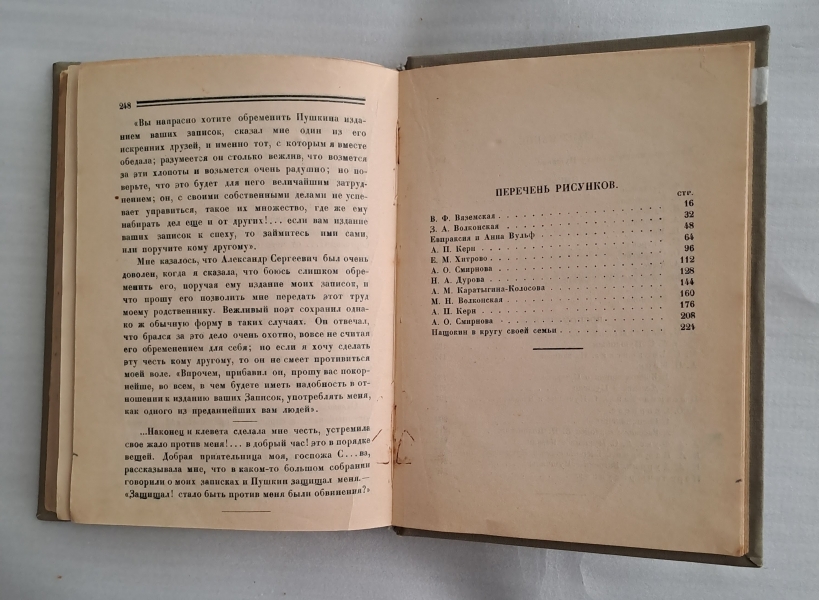 248
«Вы напрасно хотите обременить Пушкина изда-
нием ваших записок, сказал мне один из его
искренних друзей, и именно тот, с которым я вместе
обедала; разумеется он столько вежлив, что возмется
за эти хлопоты и возьмется очень радушно; но по-
верьте, что это будет для него величайшим затруд-
нением; он, с своими собственными делами не успе-
вает управиться, такое их множество, где же ему
набирать дел еще и от других!... если вам издание
ваших записок к спеху, то займитесь ими сами,
или поручите кому другому».
Мне казалось, что Александр Сергеевич был очень
доволен, когда я сказала, что боюсь слишком обре-
менить его, поручая ему издание моих записок, и
что прошу его позволить мне передать этот труд
моему родственнику. Вежливый поэт сохранил одна-
ко ж обычную форму в таких случаях. Он отвечал,
что брался за это дело очень охотно, вовсе не считая
его обременением для себя; но если я хочу сделать
эту честь кому другому, то он не смеет противиться
моей воле. «Впрочем, прибавил он, прошу вас покор-
нейше, во всем, в чем будете иметь надобность в от-
ношении к изданию ваших Записок, употреблять меня,
как одного из преданнейших вам людей».
...Наконец и клевета сделала мне честь, устремила
свое жало против меня!... в добрый час! это в порядке
вещей. Добрая приятельница моя, госпожа С...ва,
рассказывала мне, что в каком-то большом собрании
говорили о моих записках и Пушкин защищал меня.—
«Защищал! стало быть против меня были обвинения?»
ПЕРЕЧЕНЬ РИСУНКОВ.
СТР.
В. Ф. Вяземская 16
З. А. Волконская 32
Евпраксия и Анна Вульф 48
А. П. Керн 64
Е. М. Хитрово 96
А. О. Смирнова 112
Н. А. Дурова 128
А. М. Каратыгина-Колосова 144
М. Н. Волконская 160
А. П. Керн 176
А. О. Смирнова 208
Нащокин в кругу своей семьи 224